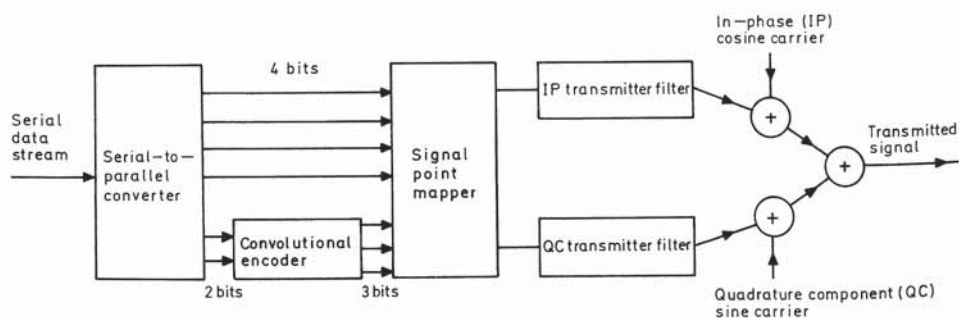 In-phase (IP)
cosine carrier
4 bits
IP transmitter filter
+
Serial
data
stream
Serial-to-
parallel
converter
Signal
point
mapper
+
Transmitted
signal
Convolutional
encoder
QC transmitter filter
+
2 bits
3 bits
Quadrature component (QC)
sine carrier